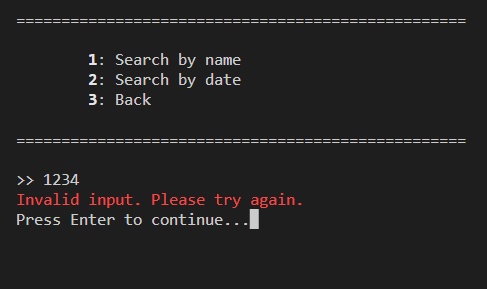 ==================================================
1: Search by name
2: Search by date
3: Back
==================================================
>> 1234
Invalid input. Please try again.
Press Enter to continue...